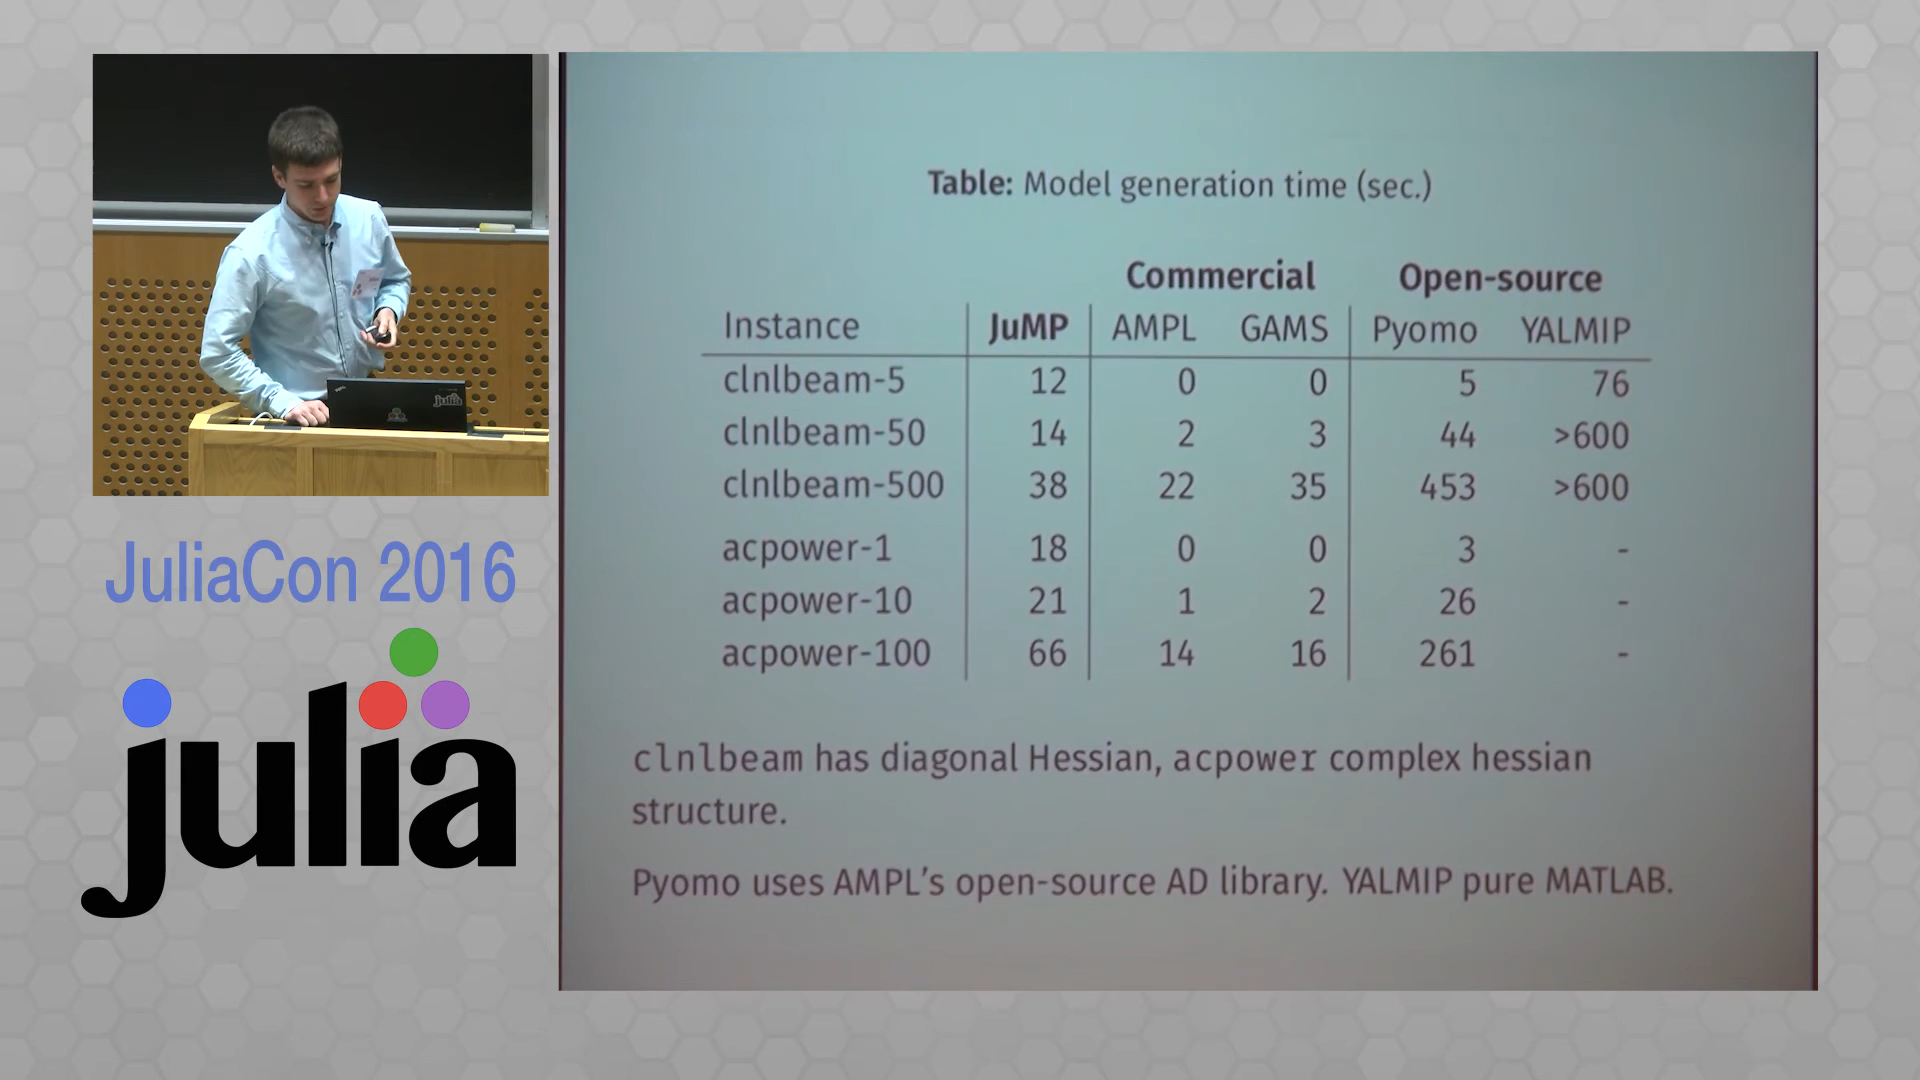 JuliaCon 2016
julia
julia
Table: Model generation time (sec.)
Commercial Open-source
Instance JuMP AMPL GAMS Pyomo YALMIP
clnlbeam-5 12 0 0 5 76
clnlbeam-50 14 2 3 44 >600
clnlbeam-500 38 22 35 453 >600
acpower-1 18 0 0 3 -
acpower-10 21 1 2 26 -
acpower-100 66 14 16 261 -
clnlbeam has diagonal Hessian, acpower complex hessian
structure.
Pyomo uses AMPL's open-source AD library. YALMIP pure MATLAB.